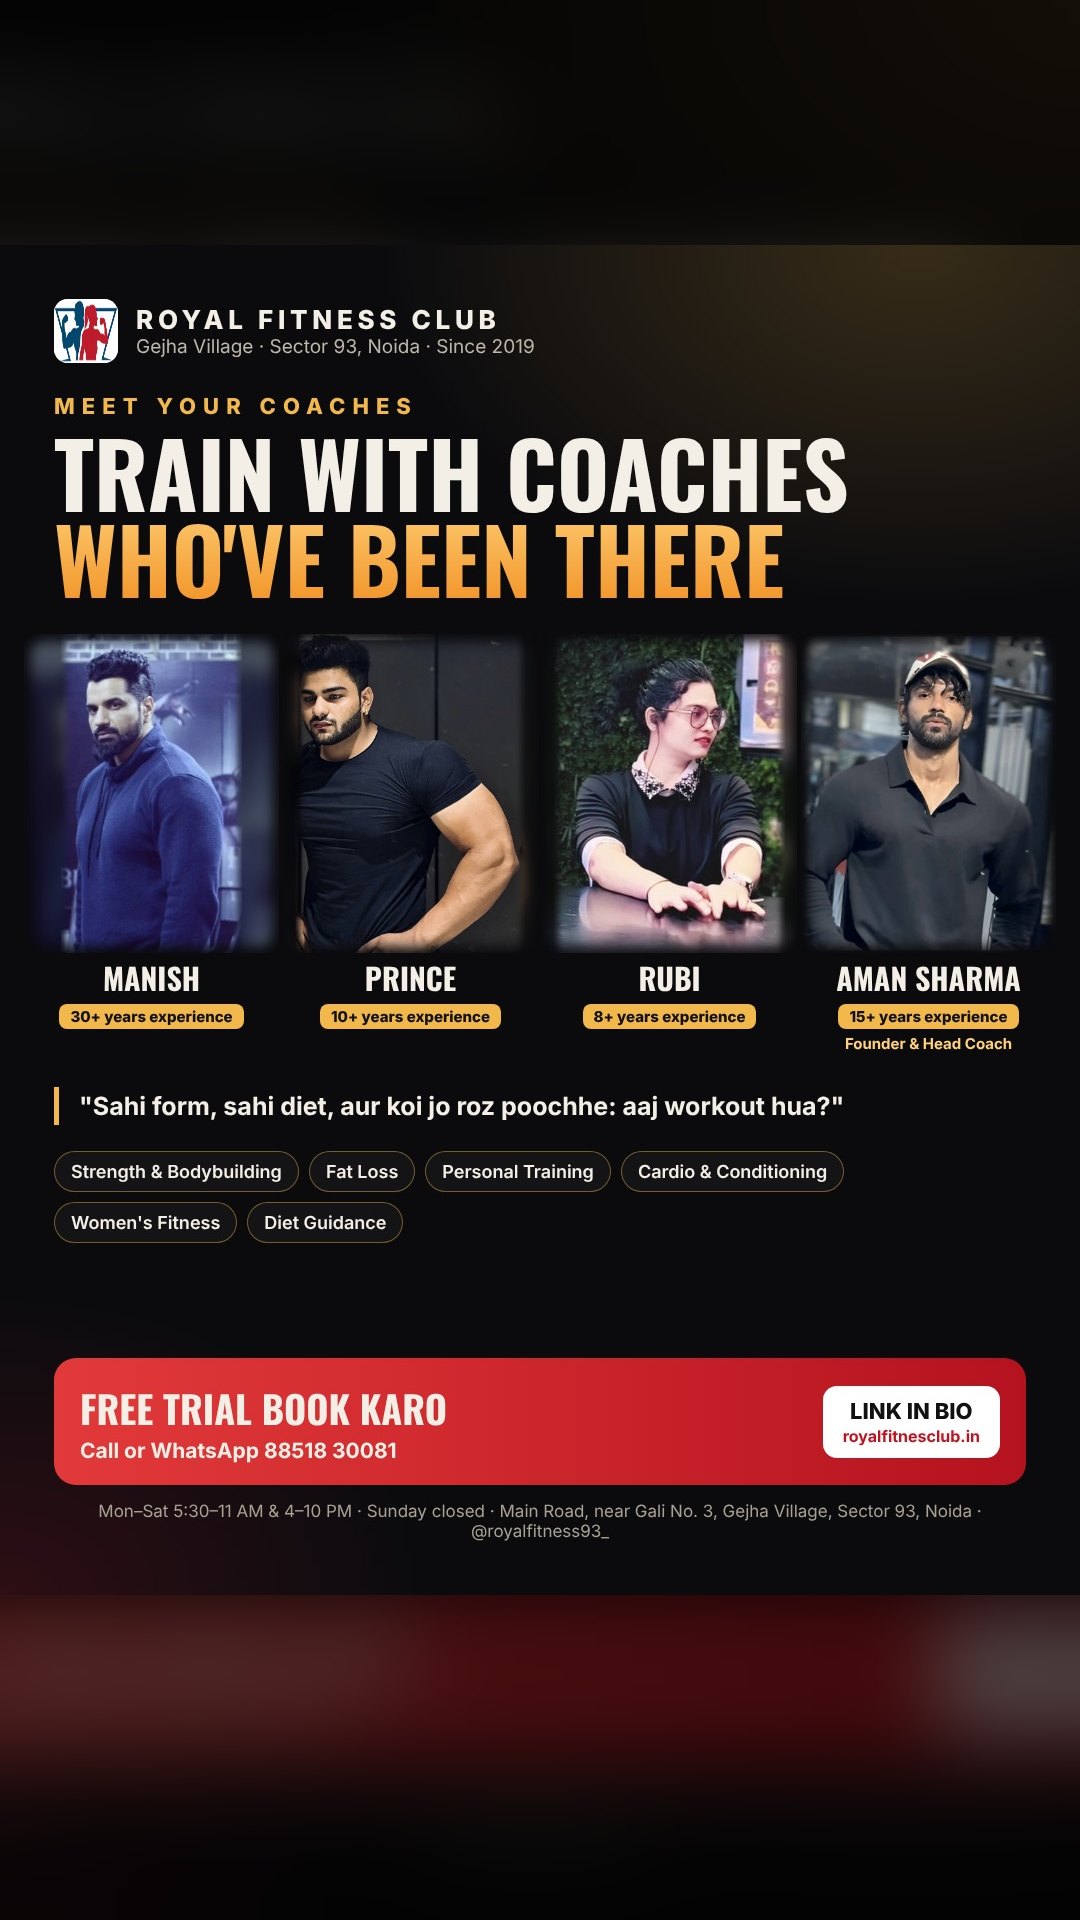 ROYAL FITNESS CLUB
Gejha Village · Sector 93, Noida · Since 2019
MEET YOUR COACHES
TRAIN WITH COACHES
WHO'VE BEEN THERE
MANISH
30+ years experience
PRINCE
10+ years experience
RUBI
8+ years experience
AMAN SHARMA
15+ years experience
Founder & Head Coach
"Sahi form, sahi diet, aur koi jo roz poochhe: aaj workout hua?"
Strength & Bodybuilding
Fat Loss
Personal Training
Cardio & Conditioning
Women's Fitness
Diet Guidance
FREE TRIAL BOOK KARO
Call or WhatsApp 88518 30081
LINK IN BIO
royalfitnesclub.in
Mon–Sat 5:30–11 AM & 4–10 PM · Sunday closed · Main Road, near Gali No. 3, Gejha Village, Sector 93, Noida ·
@royalfitness93_